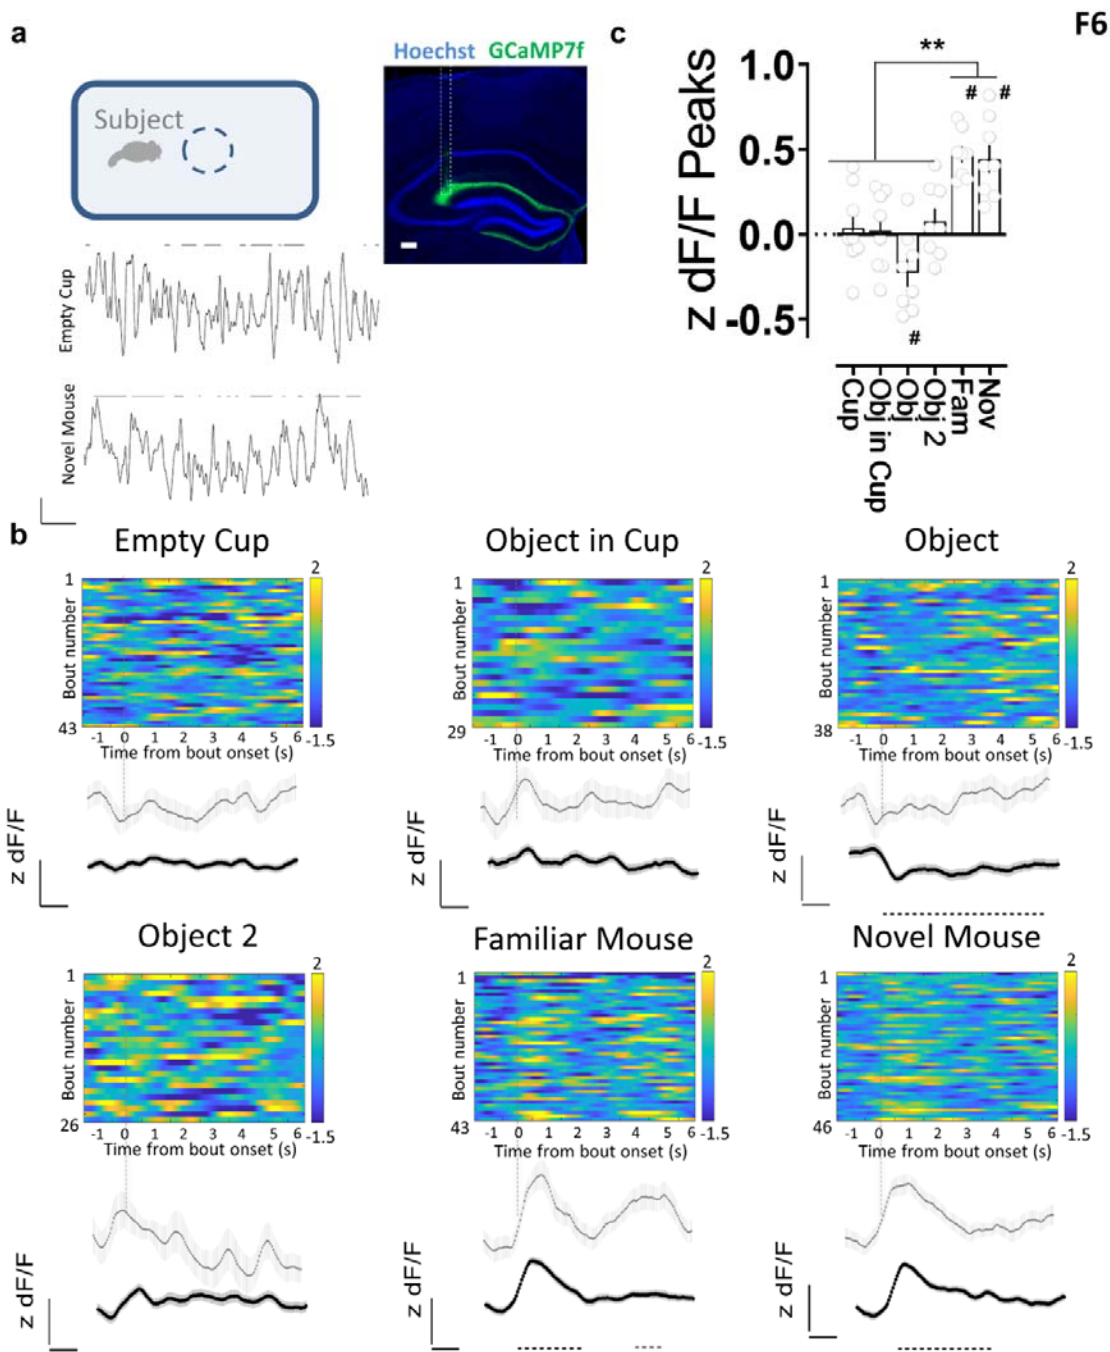 F6
a
Hoechst GCaMP7f
Subject
Empty Cup
Novel Mouse
c
**
1.0
# #
0.5
0.0
-0.5
#
z dF/F Peaks
Cup
Obj in Cup
Obj
Obj 2
Fam
Nov
b
Empty Cup
2
1
Bout number
43
-1.5
-1 0 1 2 3 4 5 6
Time from bout onset (s)
z dF/F
Object in Cup
2
1
Bout number
29
-1.5
-1 0 1 2 3 4 5 6
Time from bout onset (s)
z dF/F
Object
2
1
Bout number
38
-1.5
-1 0 1 2 3 4 5 6
Time from bout onset (s)
z dF/F
Object 2
2
1
Bout number
26
-1.5
-1 0 1 2 3 4 5 6
Time from bout onset (s)
z dF/F
Familiar Mouse
2
1
Bout number
43
-1.5
-1 0 1 2 3 4 5 6
Time from bout onset (s)
z dF/F
Novel Mouse
2
1
Bout number
46
-1.5
-1 0 1 2 3 4 5 6
Time from bout onset (s)
z dF/F